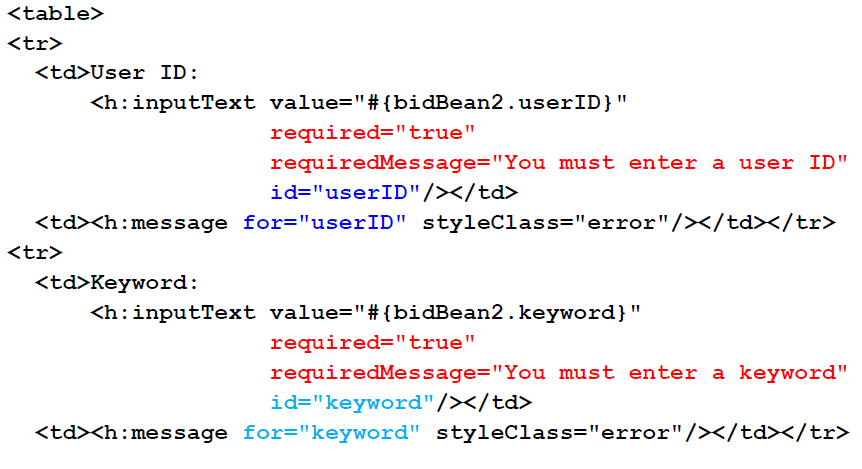 <table>
<tr>
  <td>User ID:
      <h:inputText value="#{bidBean2.userID}"
                   required="true"
                   requiredMessage="You must enter a user ID"
                   id="userID"/></td>
  <td><h:message for="userID" styleClass="error"/></td></tr>
<tr>
  <td>Keyword:
      <h:inputText value="#{bidBean2.keyword}"
                   required="true"
                   requiredMessage="You must enter a keyword"
                   id="keyword"/></td>
  <td><h:message for="keyword" styleClass="error"/></td></tr>